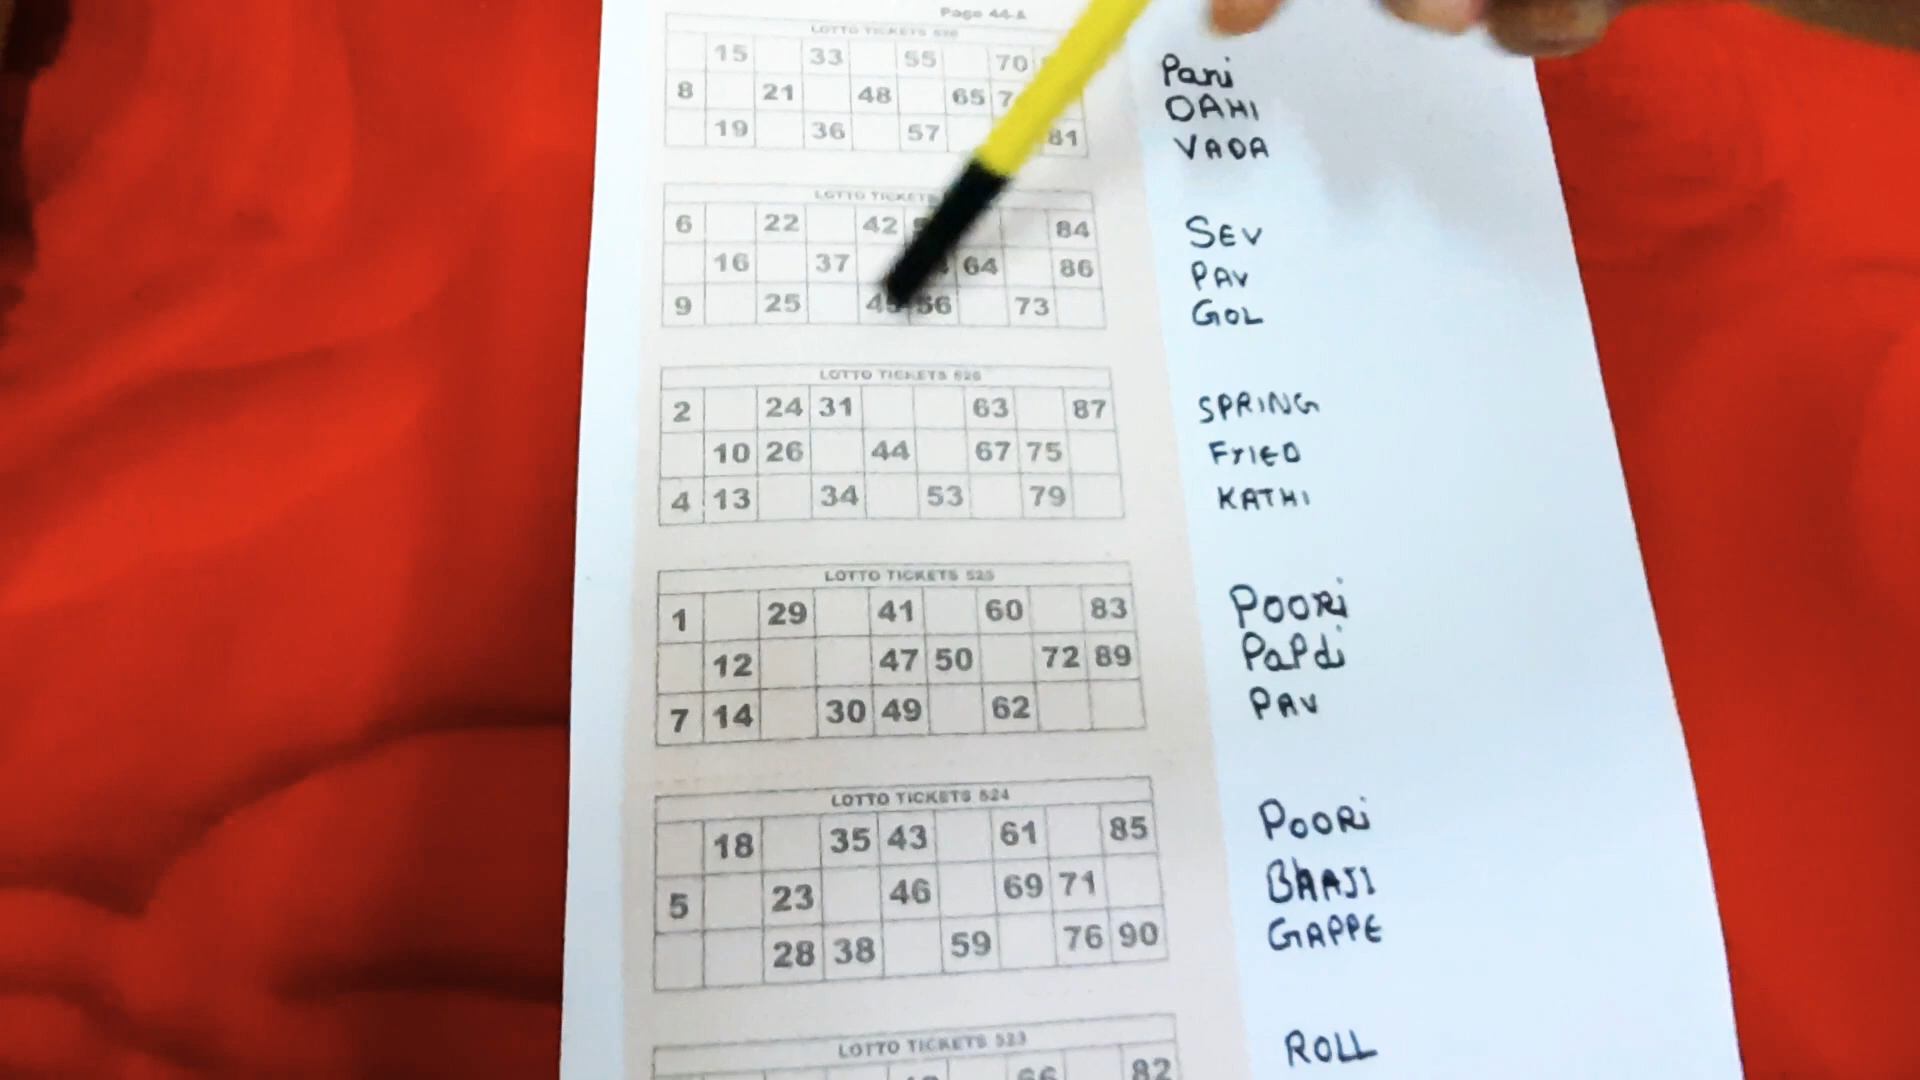 Page 44-A
LOTTO TICKETS
15 33 55 70
8 21 48 65
19 36 57 81
Pani
DAHI
VADA
LOTTO TICKETS
6 22 42 84
16 37 64 86
9 25 56 73
SEV
PAV
GOL
LOTTO TICKETS 526
2 24 31 63 87
10 26 44 67 75
4 13 34 53 79
SPRING
FrIED
KATHI
LOTTO TICKETS 525
1 29 41 60 83
12 47 50 72 89
7 14 30 49 62
POORi
PaPdi
PAV
LOTTO TICKETS 524
18 35 43 61 85
5 23 46 69 71
28 38 59 76 90
POORi
BHAJI
GAPPE
LOTTO TICKETS 523
66 82
ROLL